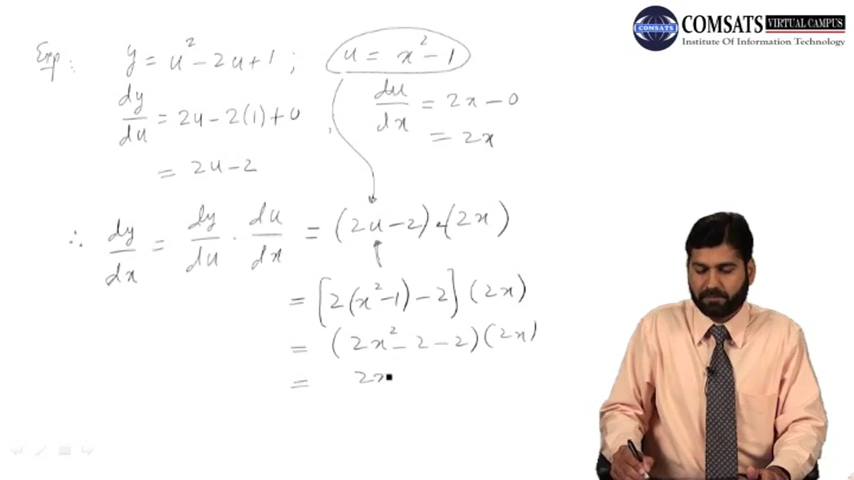 COMSATS VIRTUAL CAMPUS
Institute Of Information Technology
Exp: y = u² - 2u + 1 ; u = x² - 1
dy/du = 2u - 2(1) + 0 , du/dx = 2x - 0
= 2u - 2 = 2x
∴ dy/dx = dy/du · du/dx = (2u - 2) · (2x)
= [2(x² - 1) - 2] (2x)
= (2x² - 2 - 2)(2x)
= 2x